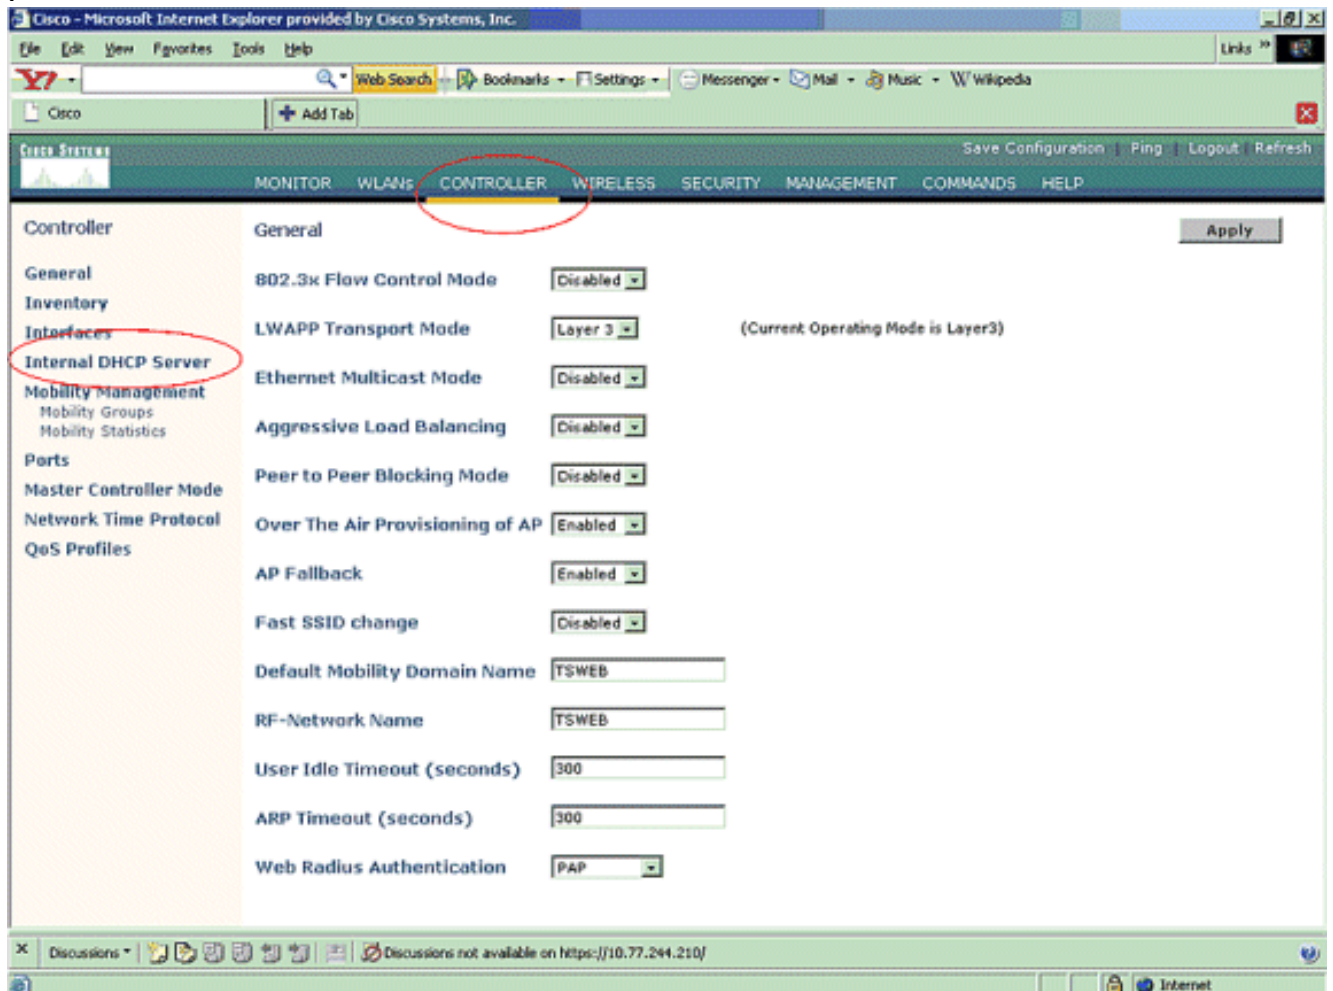 Cisco - Microsoft Internet Explorer provided by Cisco Systems, Inc.
File Edit View Favorites Tools Help
Links »
Y! Web Search Bookmarks Settings Messenger Mail Music W Wikipedia
Cisco Add Tab
CISCO SYSTEMS
Save Configuration | Ping | Logout | Refresh
MONITOR WLANs CONTROLLER WIRELESS SECURITY MANAGEMENT COMMANDS HELP
Controller
General
Inventory
Interfaces
Internal DHCP Server
Mobility Management
Mobility Groups
Mobility Statistics
Ports
Master Controller Mode
Network Time Protocol
QoS Profiles
General
Apply
802.3x Flow Control Mode Disabled
LWAPP Transport Mode Layer 3 (Current Operating Mode is Layer3)
Ethernet Multicast Mode Disabled
Aggressive Load Balancing Disabled
Peer to Peer Blocking Mode Disabled
Over The Air Provisioning of AP Enabled
AP Fallback Enabled
Fast SSID change Disabled
Default Mobility Domain Name TSWEB
RF-Network Name TSWEB
User Idle Timeout (seconds) 300
ARP Timeout (seconds) 300
Web Radius Authentication PAP
Discussions Discussions not available on https://10.77.244.210/
Internet